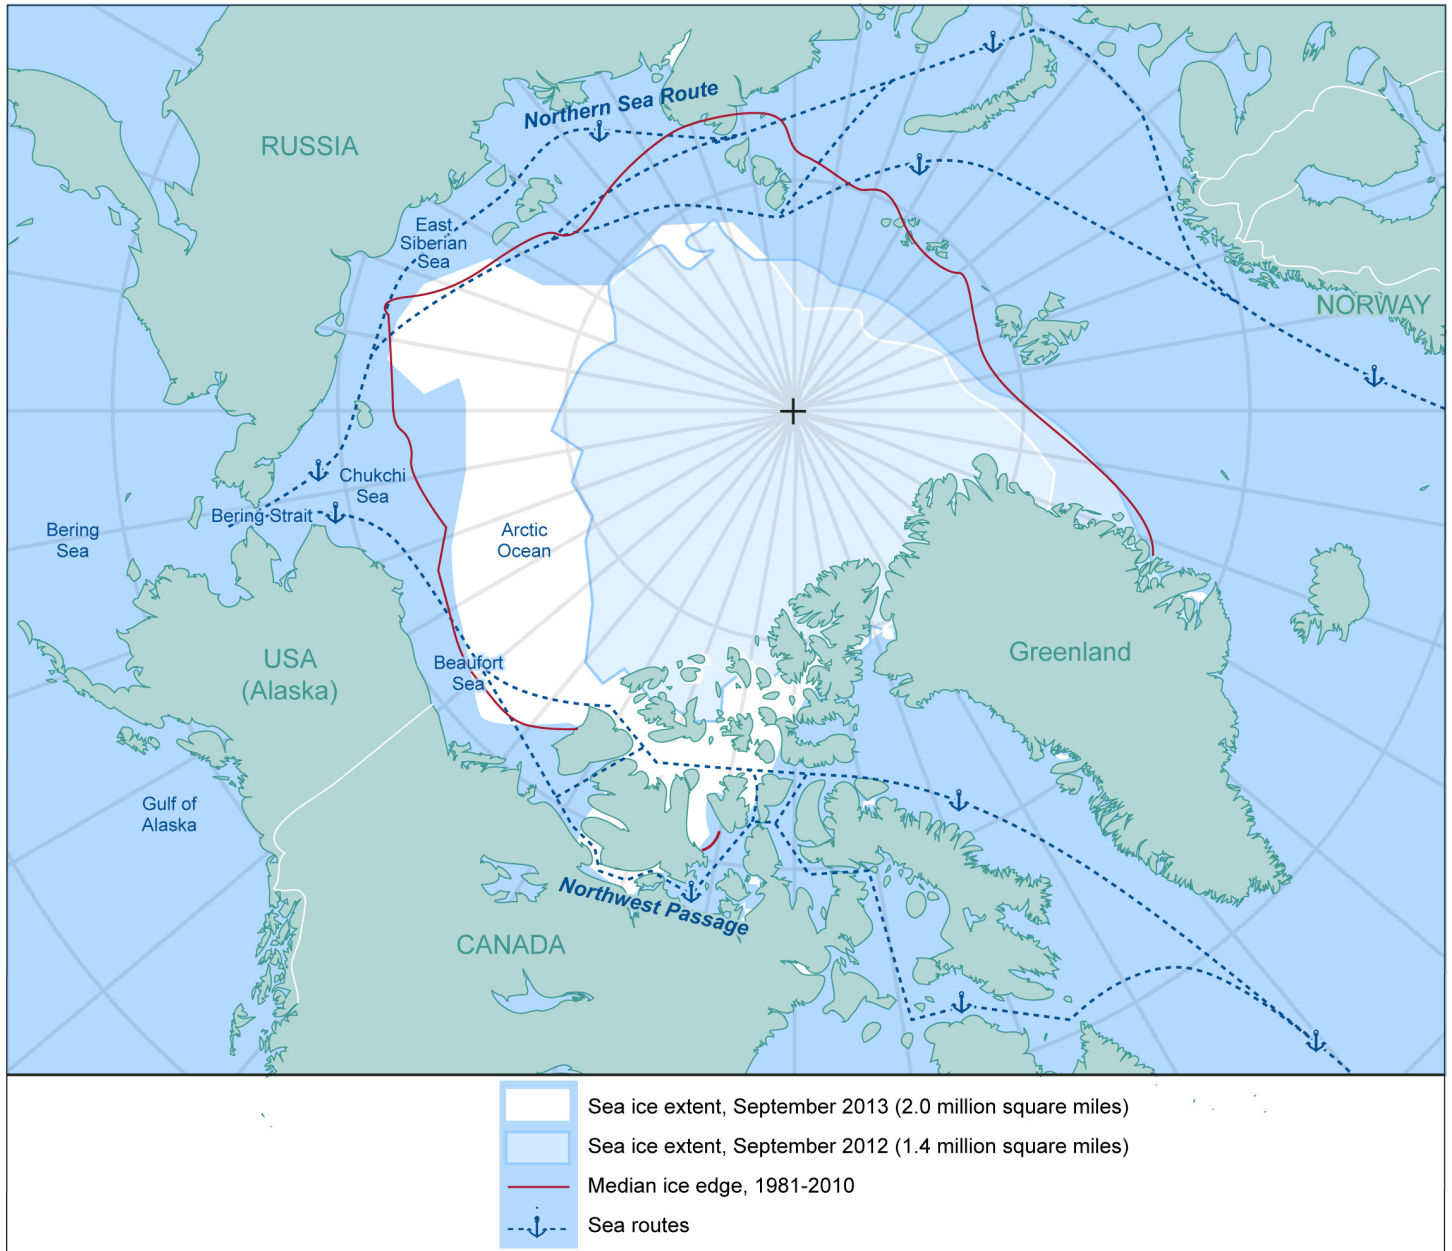 Northern Sea Route
RUSSIA
East
Siberian
Sea
NORWAY
Chukchi
Sea
Bering Strait
Bering
Sea
Arctic
Ocean
USA
(Alaska)
Beaufort
Sea
Greenland
Gulf of
Alaska
Northwest Passage
CANADA
Sea ice extent, September 2013 (2.0 million square miles)
Sea ice extent, September 2012 (1.4 million square miles)
Median ice edge, 1981-2010
Sea routes